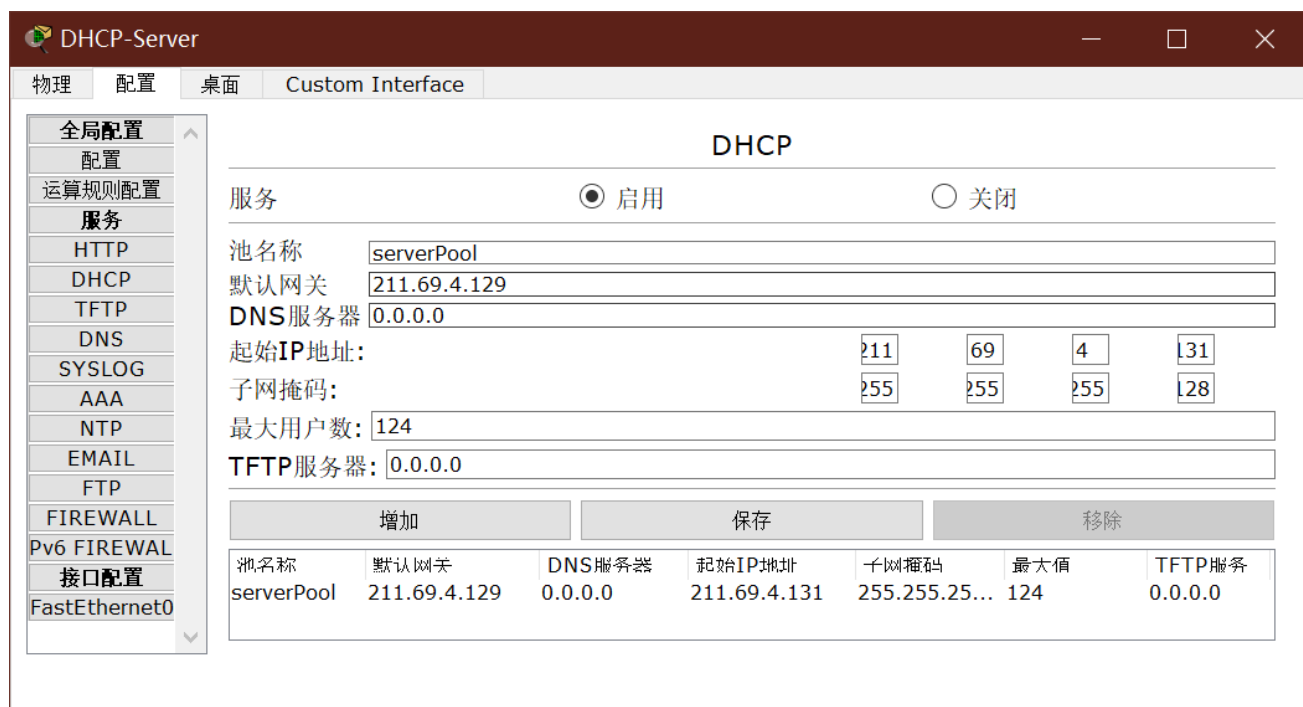 DHCP-Server
物理 配置 桌面 Custom Interface
全局配置
配置
运算规则配置
服务
HTTP
DHCP
TFTP
DNS
SYSLOG
AAA
NTP
EMAIL
FTP
FIREWALL
Pv6 FIREWAL
接口配置
FastEthernet0
DHCP
服务 启用 关闭
池名称 serverPool
默认网关 211.69.4.129
DNS服务器 0.0.0.0
起始IP地址: 211 69 4 131
子网掩码: 255 255 255 128
最大用户数: 124
TFTP服务器: 0.0.0.0
增加 保存 移除
池名称 默认网关 DNS服务器 起始IP地址 子网掩码 最大值 TFTP服务
serverPool 211.69.4.129 0.0.0.0 211.69.4.131 255.255.25... 124 0.0.0.0